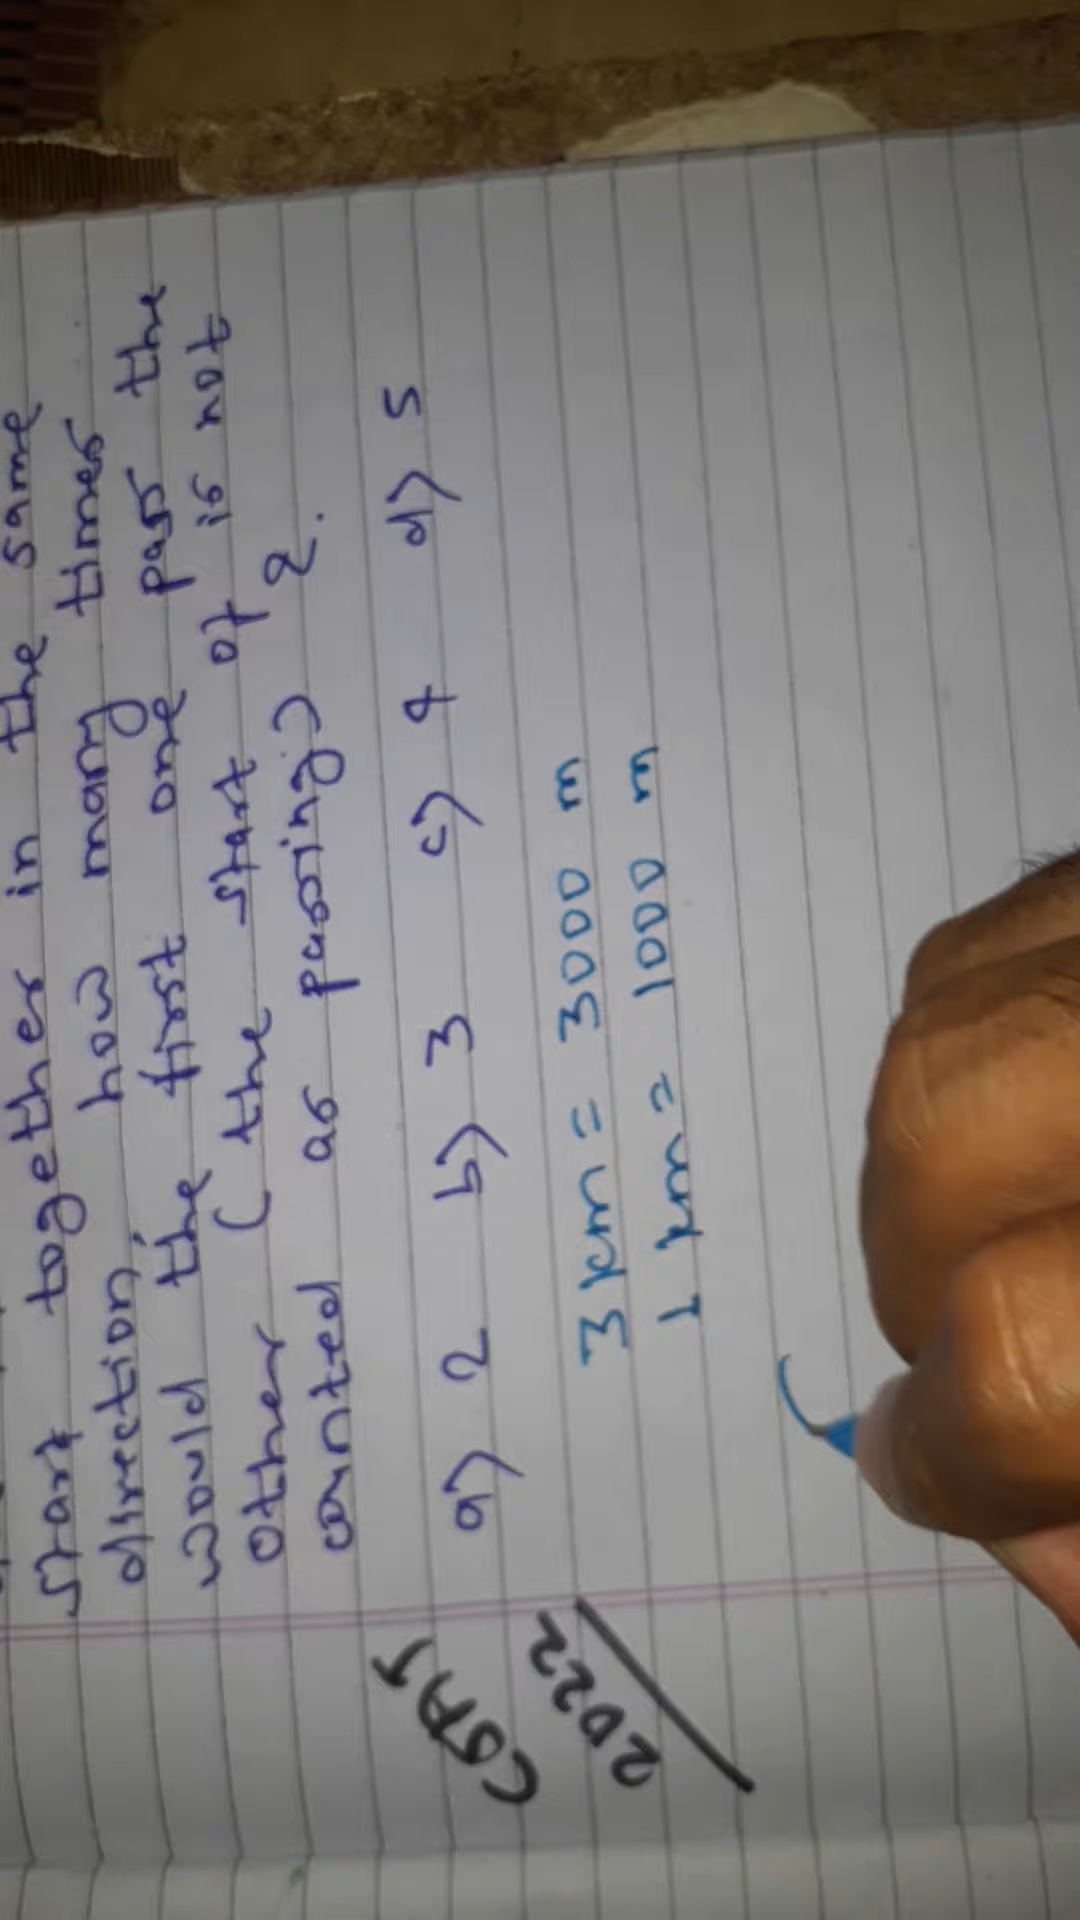 start together in the same
direction, how many times
would the first one pass the
other ( the start of is not
counted as passing) ?.
a) 2 b) 3 c) 4 d) 5
3 km = 3000 m
1 km = 1000 m
CSAT
2022